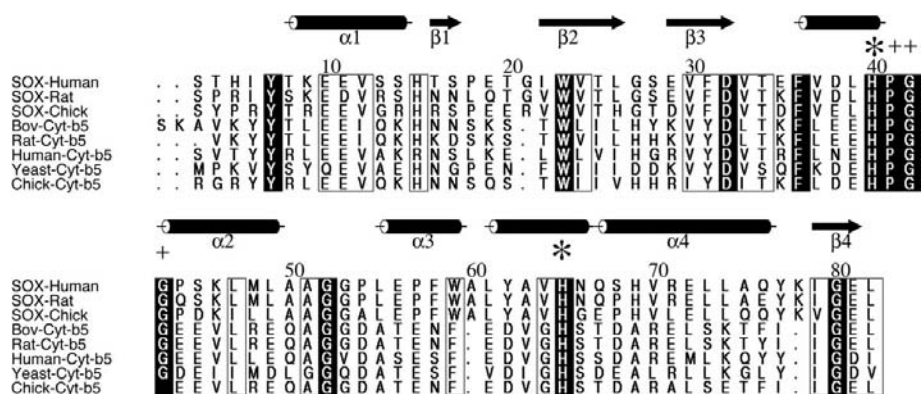 α1 β1 β2 β3 * ++
10 20 30 40
SOX-Human . . S T H I Y T K E E V S S H T S P E T G I W V T L G S E V F D V T E F V D L H P G
SOX-Rat . . S P R I Y S K E D V R S H N N L Q T G V W V T L G S E V F D V T K F V D L H P G
SOX-Chick . . S Y P R Y T R E E V G R H R S P E E R V W V T H G T D V F D V T D F V E L H P G
Bov-Cyt-b5 S K A V K Y Y T L E E I Q K H N N S K S . T W L I L H Y K V Y D L T K F L E E H P G
Rat-Cyt-b5 . . . V K Y Y T L E E I Q K H K D S K S . T W V I L H H K V Y D L T K F L E E H P G
Human-Cyt-b5 . . S V T Y Y R L E E V A K R N S L K E . L W L V I H G R V Y D V T R F L N E H P G
Yeast-Cyt-b5 . . M P K V Y S Y Q E V A E H N G P E N . F W I I I D D K V Y D V S Q F K D E H P G
Chick-Cyt-b5 . . R G R Y Y R L E E V Q K H N N S Q S . T W I I V H H R I Y D I T K F L D E H P G
+ α2 α3 * α4 β4
50 60 70 80
SOX-Human G P S K L M L A A G G P L E P F W A L Y A V H N Q S H V R E L L A Q Y K I G E L
SOX-Rat G Q S K L M L A A G G P L E P F W A L Y A V H N Q P H V R E L L A E Y K I G E L
SOX-Chick G P D K I L L A A G G A L E P F W A L Y A V H G E P H V L E L L Q Q Y K V G E L
Bov-Cyt-b5 G E E V L R E Q A G G D A T E N F . E D V G H S T D A R E L S K T F I . I G E L
Rat-Cyt-b5 G E E V L R E Q A G G D A T E N F . E D V G H S T D A R E L S K T Y I . I G E L
Human-Cyt-b5 G E E V L L E Q A G V D A S E S F . E D V G H S S D A R E M L K Q Y Y . I G D I
Yeast-Cyt-b5 G D E I I M D L G G Q D A T E S F . V D I G H S D E A L R L L K G L Y . I G D V
Chick-Cyt-b5 G E E V L R E Q A G G D A T E N F . E D V G H S T D A R A L S E T F I . I G E L